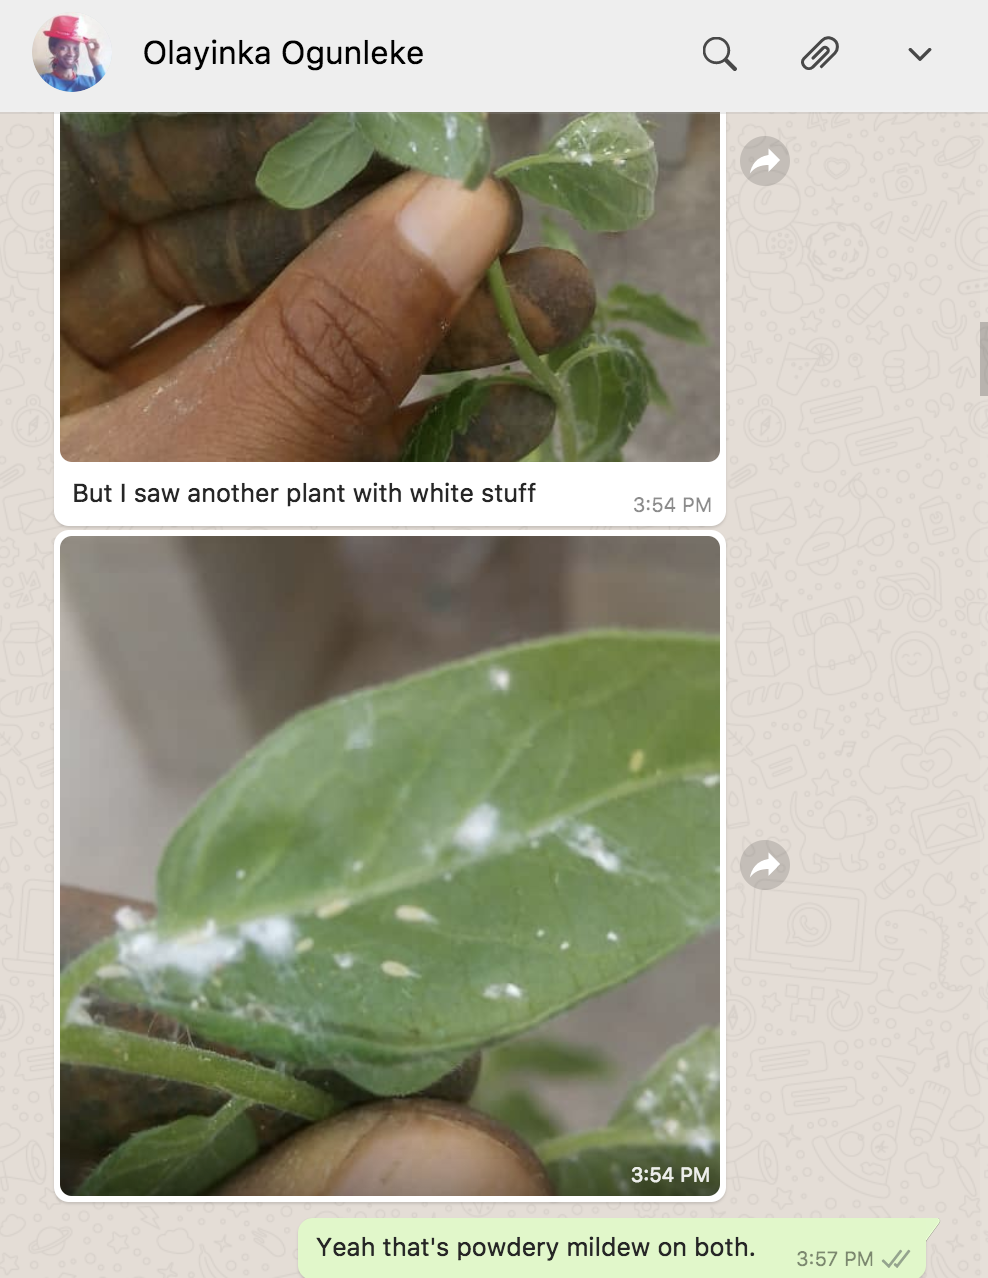 Olayinka Ogunleke
But I saw another plant with white stuff
3:54 PM
3:54 PM
Yeah that's powdery mildew on both.
3:57 PM